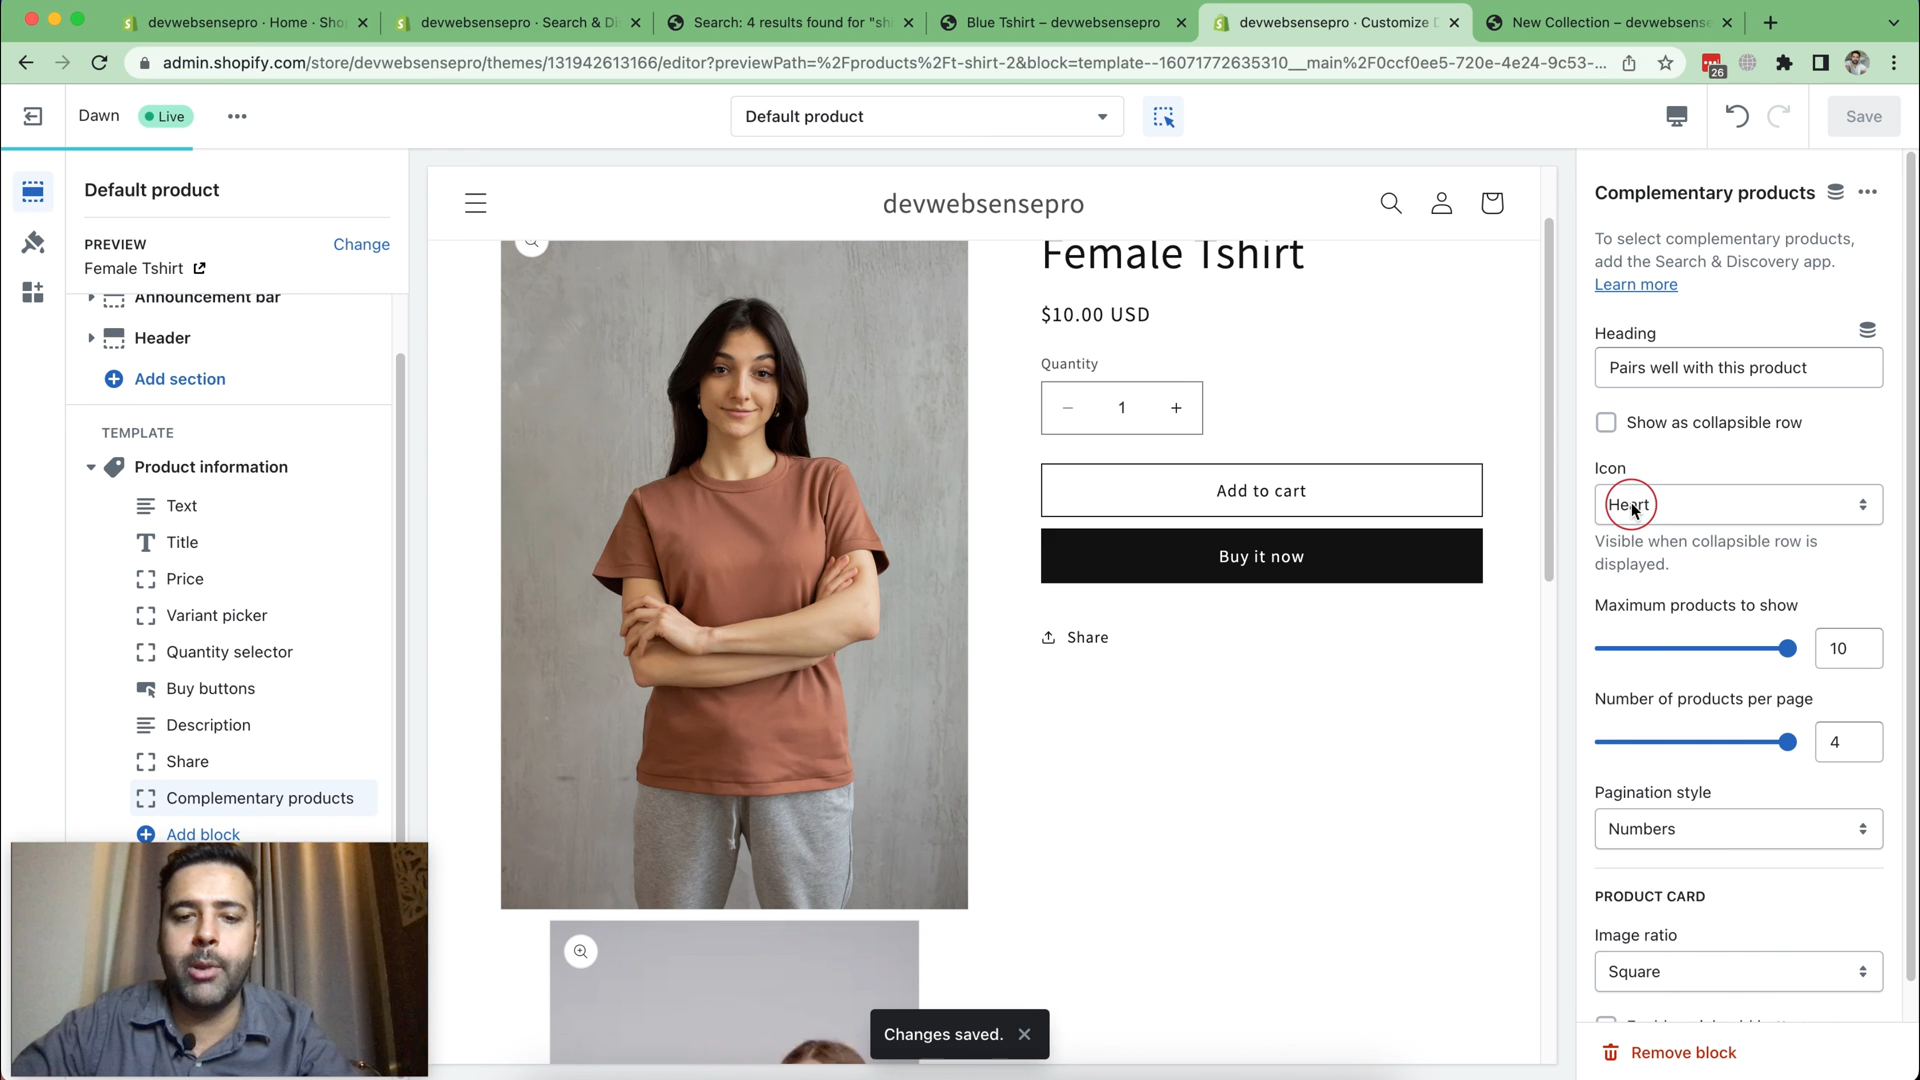 devwebsensepro · Home · Sho
devwebsensepro · Search & Di
Search: 4 results found for "shi
Blue Tshirt – devwebsensepro
devwebsensepro · Customize D
New Collection – devwebsense
admin.shopify.com/store/devwebsensepro/themes/131942613166/editor?previewPath=%2Fproducts%2Ft-shirt-2&block=template--16071772635310__main%2F0ccf0ee5-720e-4e24-9c53-...
26
Dawn
Live
Default product
Save
Default product
PREVIEW
Change
Female Tshirt
Announcement bar
Header
Add section
TEMPLATE
Product information
Text
Title
Price
Variant picker
Quantity selector
Buy buttons
Description
Share
Complementary products
Add block
devwebsensepro
Female Tshirt
$10.00 USD
Quantity
1
Add to cart
Buy it now
Share
Changes saved.
Complementary products
To select complementary products,
add the Search & Discovery app.
Learn more
Heading
Pairs well with this product
Show as collapsible row
Icon
Heart
Visible when collapsible row is
displayed.
Maximum products to show
10
Number of products per page
4
Pagination style
Numbers
PRODUCT CARD
Image ratio
Square
Remove block